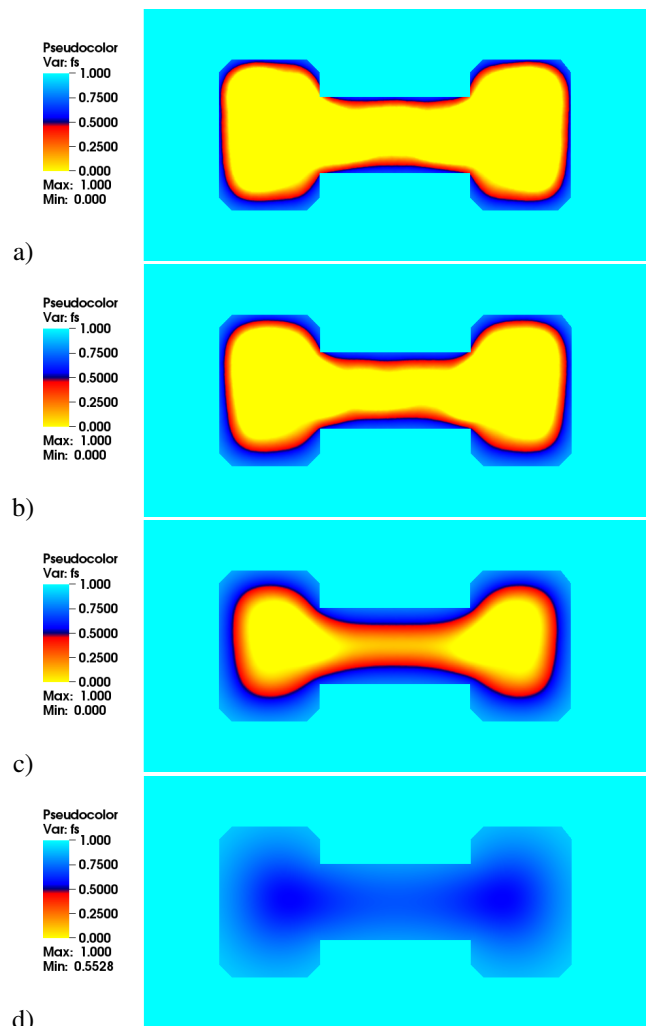 Pseudocolor
Var: fs
1.000
0.7500
0.5000
0.2500
0.000
Max: 1.000
Min: 0.000
a)
Pseudocolor
Var: fs
1.000
0.7500
0.5000
0.2500
0.000
Max: 1.000
Min: 0.000
b)
Pseudocolor
Var: fs
1.000
0.7500
0.5000
0.2500
0.000
Max: 1.000
Min: 0.000
c)
Pseudocolor
Var: fs
1.000
0.7500
0.5000
0.2500
0.000
Max: 1.000
Min: 0.5528
d)